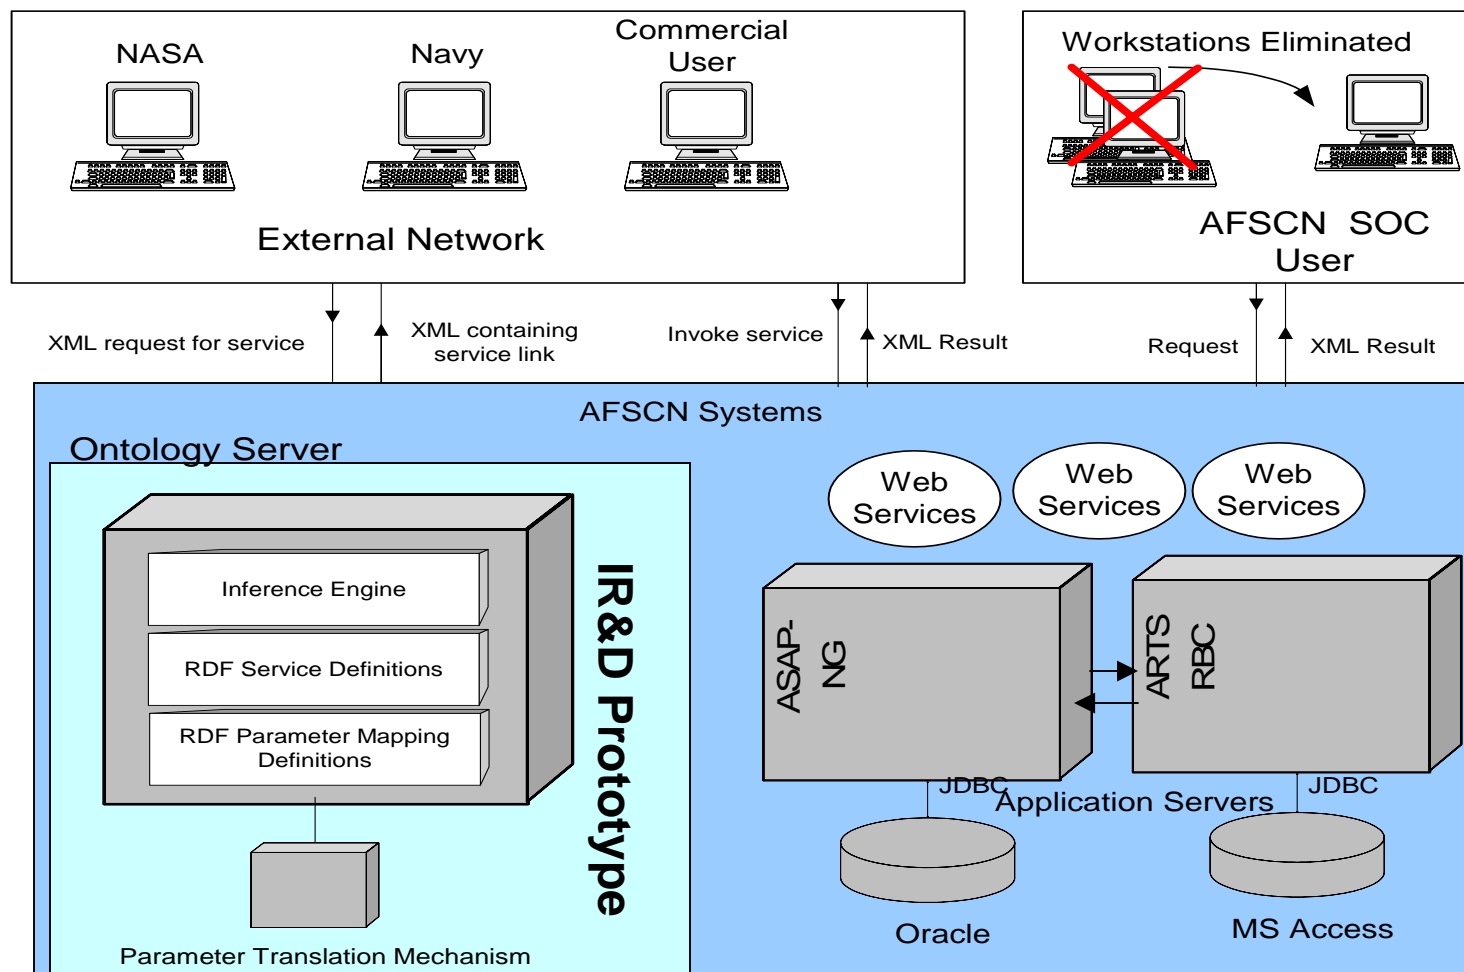 NASA
Navy
Commercial
User
External Network
Workstations Eliminated
AFSCN SOC
User
XML request for service
XML containing
service link
Invoke service
XML Result
Request
XML Result
AFSCN Systems
Ontology Server
Inference Engine
RDF Service Definitions
RDF Parameter Mapping
Definitions
IR&D Prototype
Parameter Translation Mechanism
Web
Services
Web
Services
Web
Services
ASAP-
NG
ARTS
RBC
JDBC
Application Servers
JDBC
Oracle
MS Access